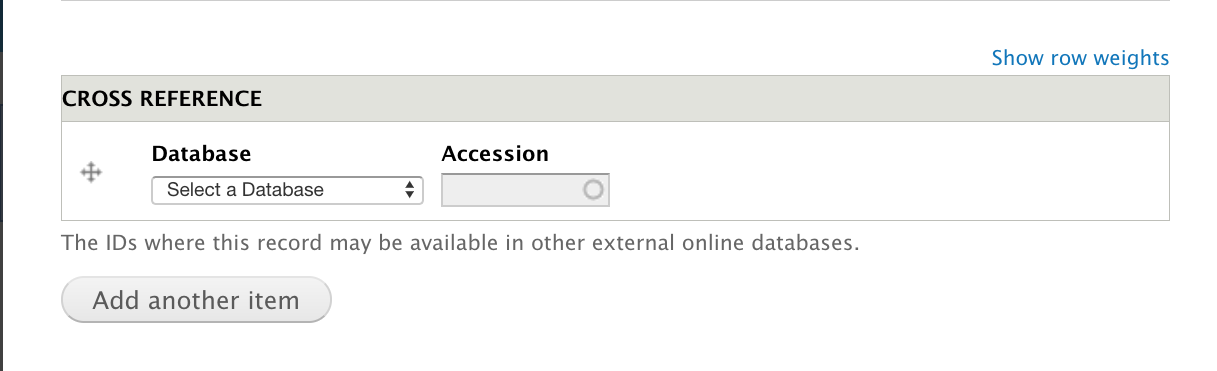 Show row weights
CROSS REFERENCE
Database Accession
Select a Database
The IDs where this record may be available in other external online databases.
Add another item